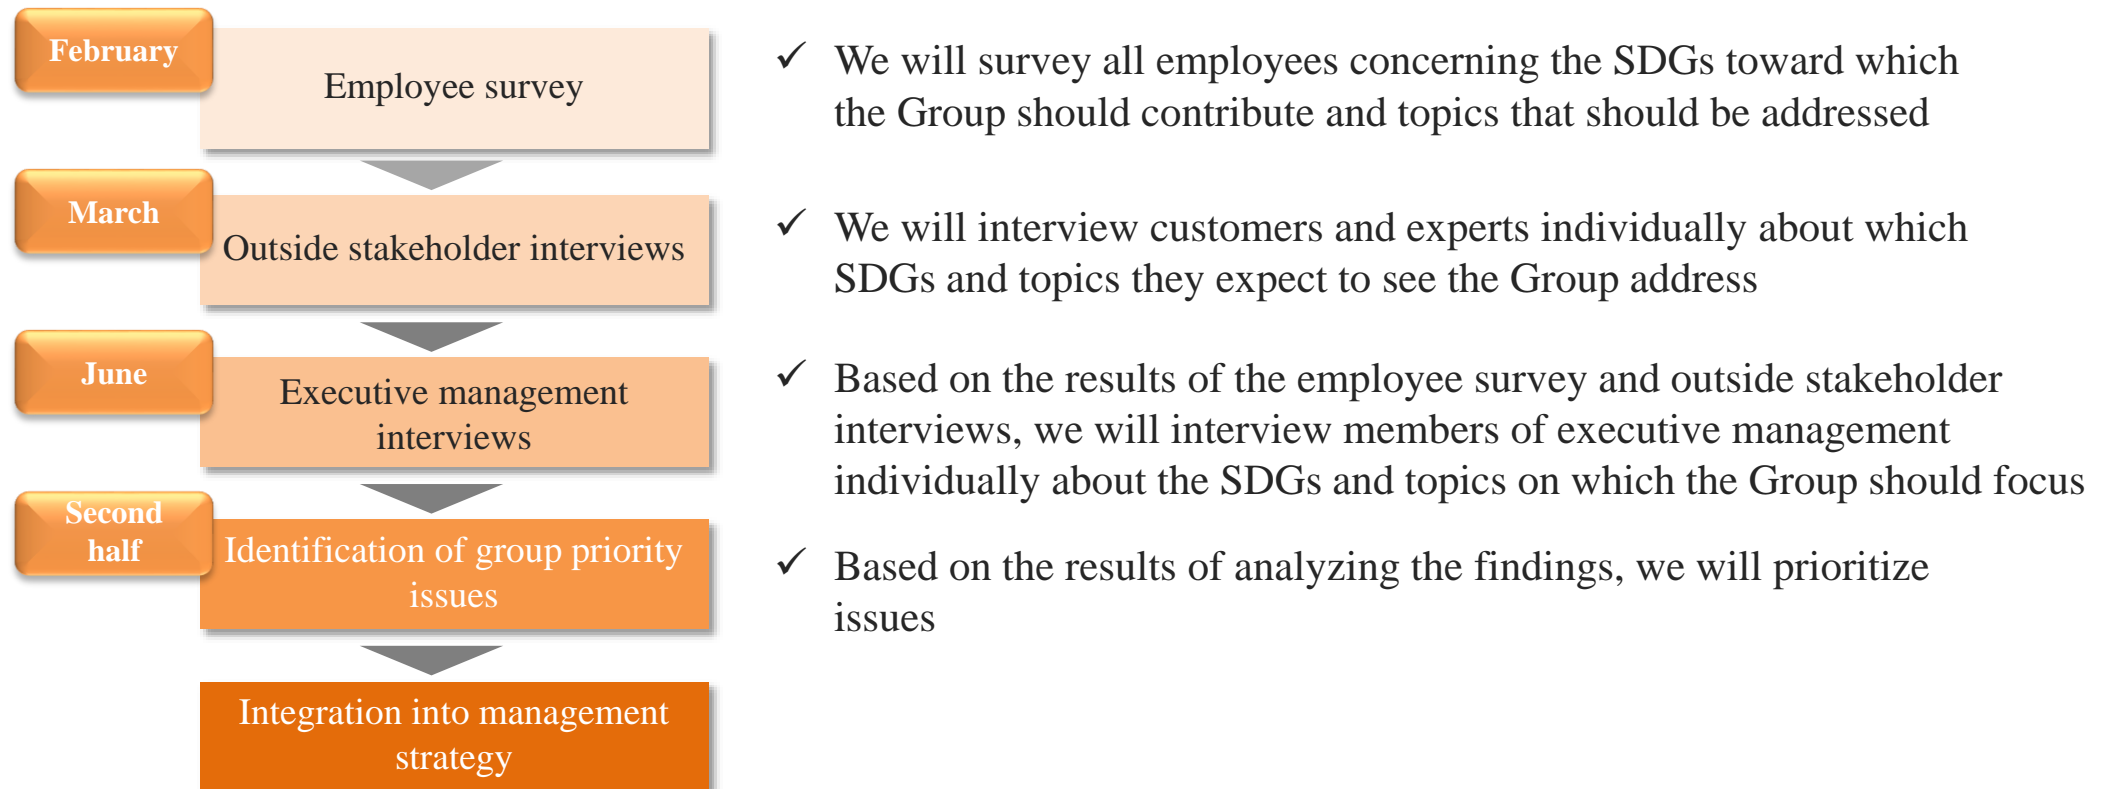 February
Employee survey
✓ We will survey all employees concerning the SDGs toward which
the Group should contribute and topics that should be addressed
March
Outside stakeholder interviews
✓ We will interview customers and experts individually about which
SDGs and topics they expect to see the Group address
June
Executive management
interviews
✓ Based on the results of the employee survey and outside stakeholder
interviews, we will interview members of executive management
individually about the SDGs and topics on which the Group should focus
Second
half
Identification of group priority
issues
✓ Based on the results of analyzing the findings, we will prioritize
issues
Integration into management
strategy